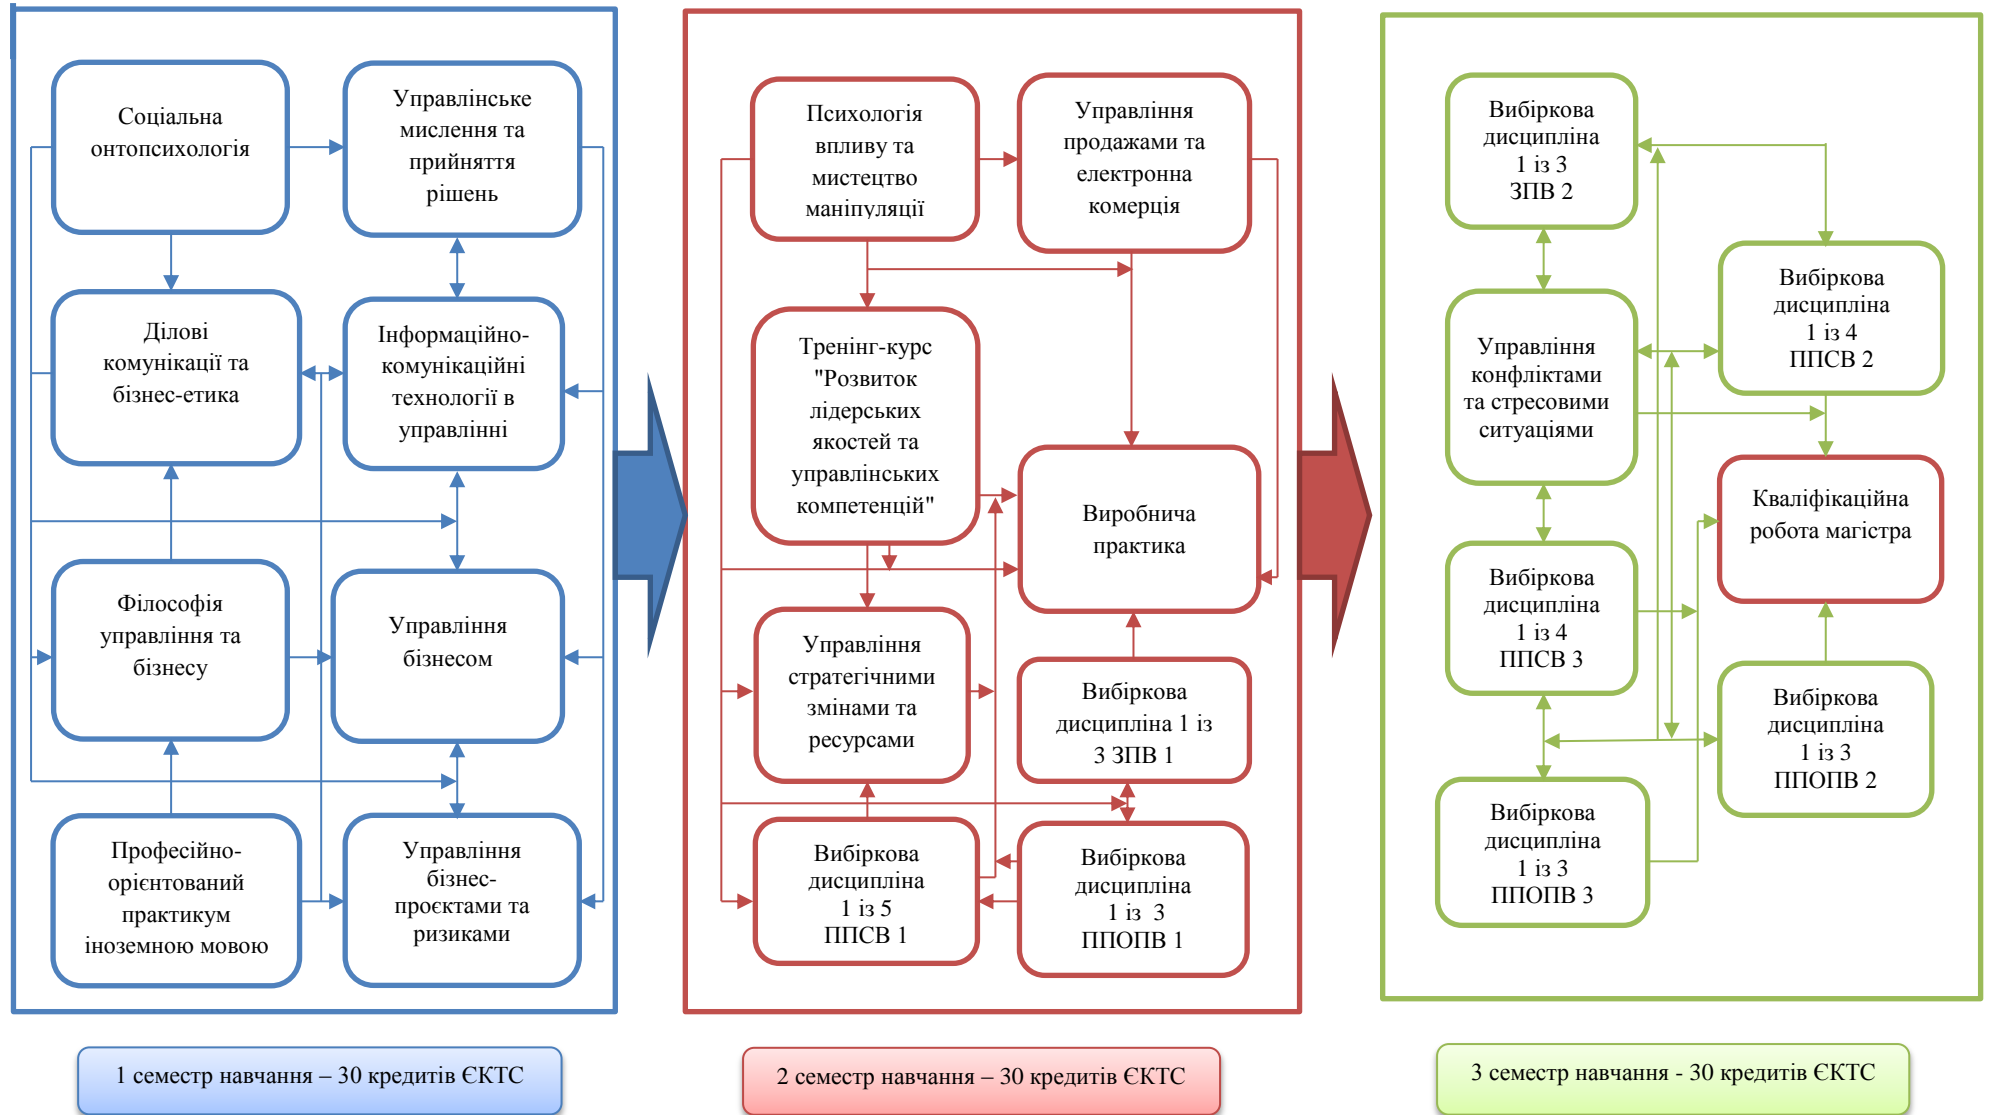 Соціальна
онтопсихологія
Управлінське
мислення та
прийняття
рішень
Ділові
комунікації та
бізнес-етика
Інформаційно-
комунікаційні
технології в
управлінні
Філософія
управління та
бізнесу
Управління
бізнесом
Професійно-
орієнтований
практикум
іноземною мовою
Управління
бізнес-
проєктами та
ризиками
1 семестр навчання – 30 кредитів ЄКТС
Психологія
впливу та
мистецтво
маніпуляції
Управління
продажами та
електронна
комерція
Тренінг-курс
"Розвиток
лідерських
якостей та
управлінських
компетенцій"
Виробнича
практика
Управління
стратегічними
змінами та
ресурсами
Вибіркова
дисципліна 1 із
3 ЗПВ 1
Вибіркова
дисципліна
1 із 5
ППСВ 1
Вибіркова
дисципліна
1 із 3
ППОПВ 1
2 семестр навчання – 30 кредитів ЄКТС
Вибіркова
дисципліна
1 із 3
ЗПВ 2
Вибіркова
дисципліна
1 із 4
ППСВ 2
Управління
конфліктами
та стресовими
ситуаціями
Кваліфікаційна
робота магістра
Вибіркова
дисципліна
1 із 4
ППСВ 3
Вибіркова
дисципліна
1 із 3
ППОПВ 2
Вибіркова
дисципліна
1 із 3
ППОПВ 3
3 семестр навчання - 30 кредитів ЄКТС